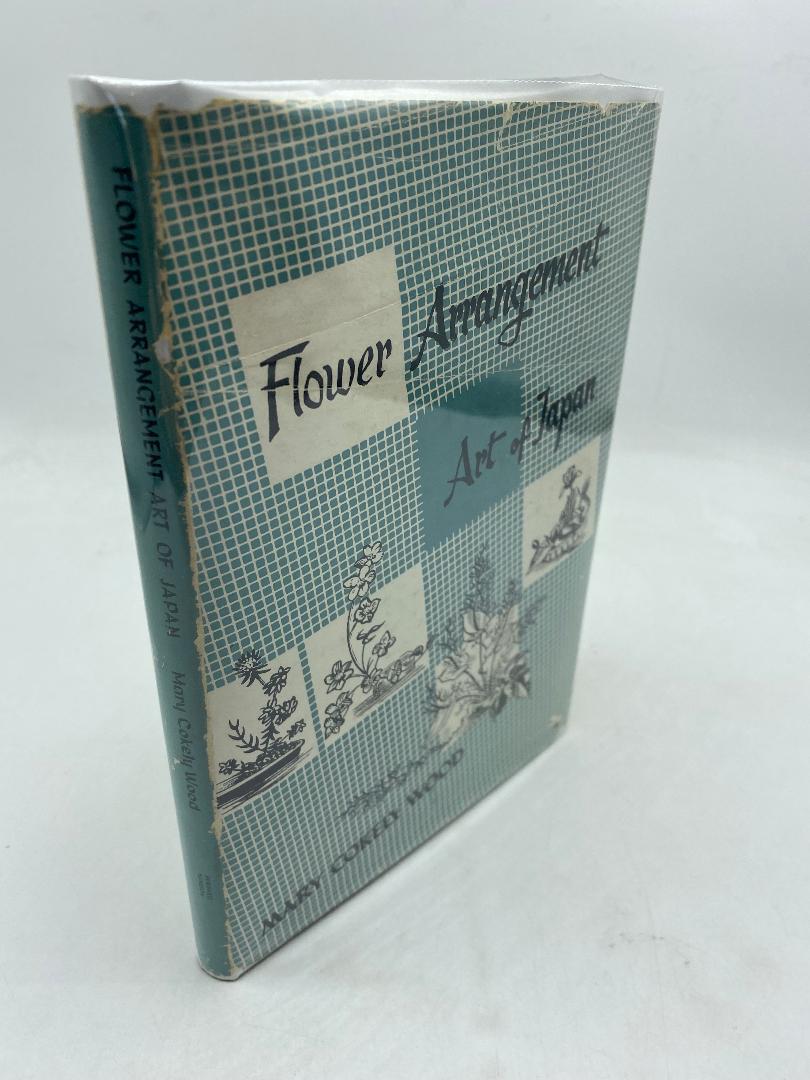 Flower Arrangement
Art of Japan
MARY COKELY WOOD
FLOWER ARRANGEMENT ART OF JAPAN Mary Cokely Wood